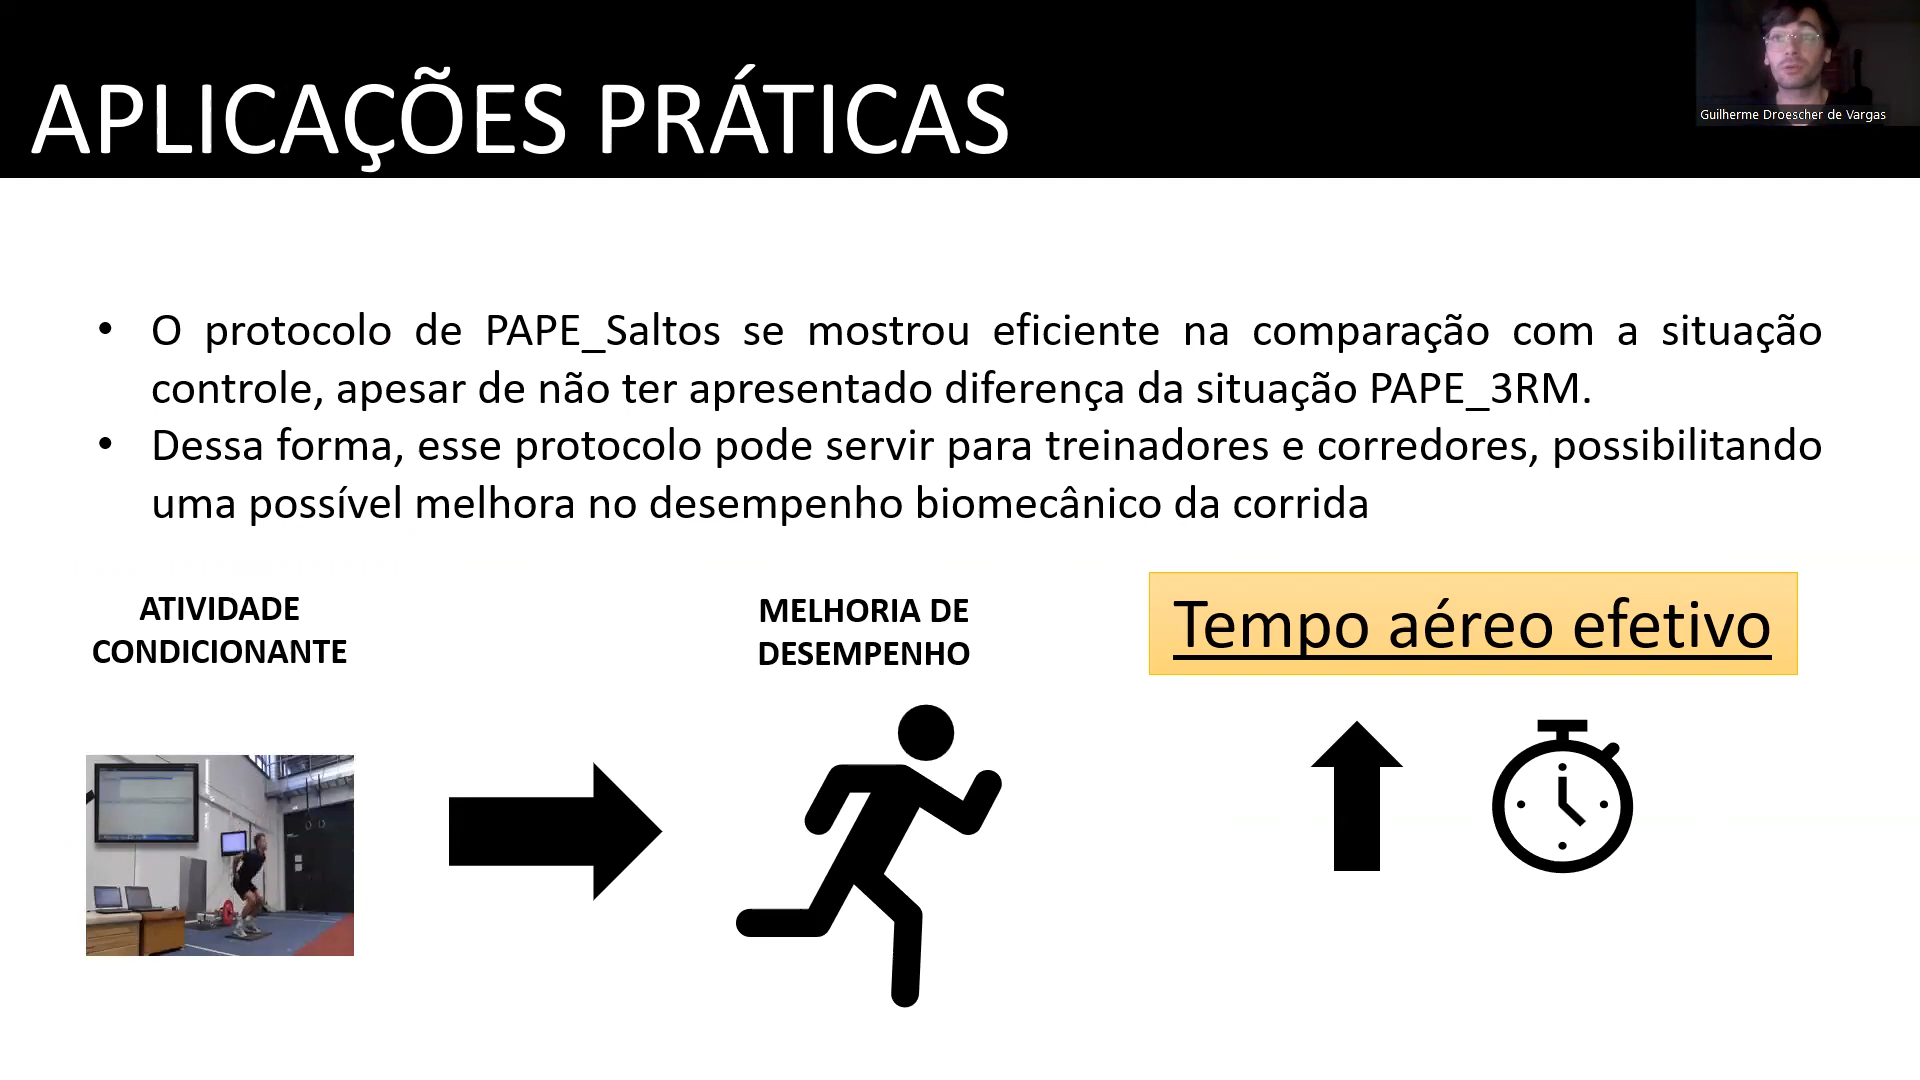 APLICAÇÕES PRÁTICAS
Guilherme Droescher de Vargas
• O protocolo de PAPE_Saltos se mostrou eficiente na comparação com a situação
controle, apesar de não ter apresentado diferença da situação PAPE_3RM.
• Dessa forma, esse protocolo pode servir para treinadores e corredores, possibilitando
uma possível melhora no desempenho biomecânico da corrida
ATIVIDADE
CONDICIONANTE
MELHORIA DE
DESEMPENHO
Tempo aéreo efetivo